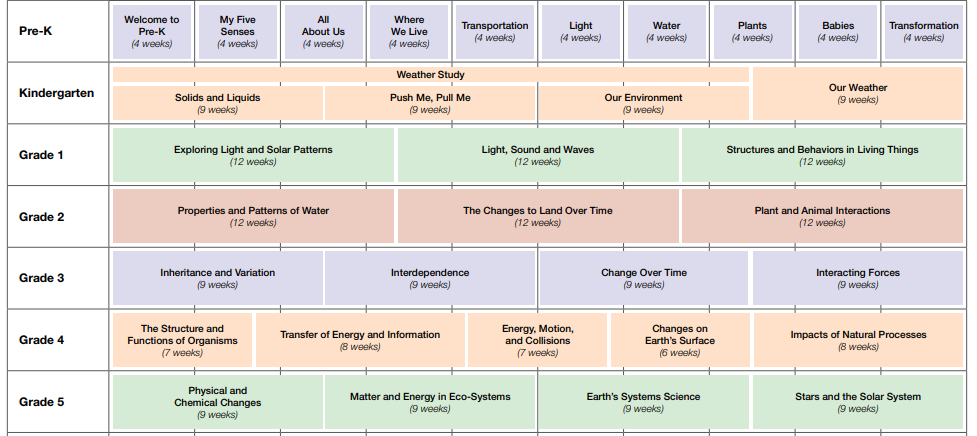 Pre-K
Welcome to
Pre-K
(4 weeks)
My Five
Senses
(4 weeks)
All
About Us
(4 weeks)
Where
We Live
(4 weeks)
Transportation
(4 weeks)
Light
(4 weeks)
Water
(4 weeks)
Plants
(4 weeks)
Babies
(4 weeks)
Transformation
(4 weeks)
Kindergarten
Weather Study
Solids and Liquids
(9 weeks)
Push Me, Pull Me
(9 weeks)
Our Environment
(9 weeks)
Our Weather
(9 weeks)
Grade 1
Exploring Light and Solar Patterns
(12 weeks)
Light, Sound and Waves
(12 weeks)
Structures and Behaviors in Living Things
(12 weeks)
Grade 2
Properties and Patterns of Water
(12 weeks)
The Changes to Land Over Time
(12 weeks)
Plant and Animal Interactions
(12 weeks)
Grade 3
Inheritance and Variation
(9 weeks)
Interdependence
(9 weeks)
Change Over Time
(9 weeks)
Interacting Forces
(9 weeks)
Grade 4
The Structure and
Functions of Organisms
(7 weeks)
Transfer of Energy and Information
(8 weeks)
Energy, Motion,
and Collisions
(7 weeks)
Changes on
Earth's Surface
(6 weeks)
Impacts of Natural Processes
(8 weeks)
Grade 5
Physical and
Chemical Changes
(9 weeks)
Matter and Energy in Eco-Systems
(9 weeks)
Earth's Systems Science
(9 weeks)
Stars and the Solar System
(9 weeks)